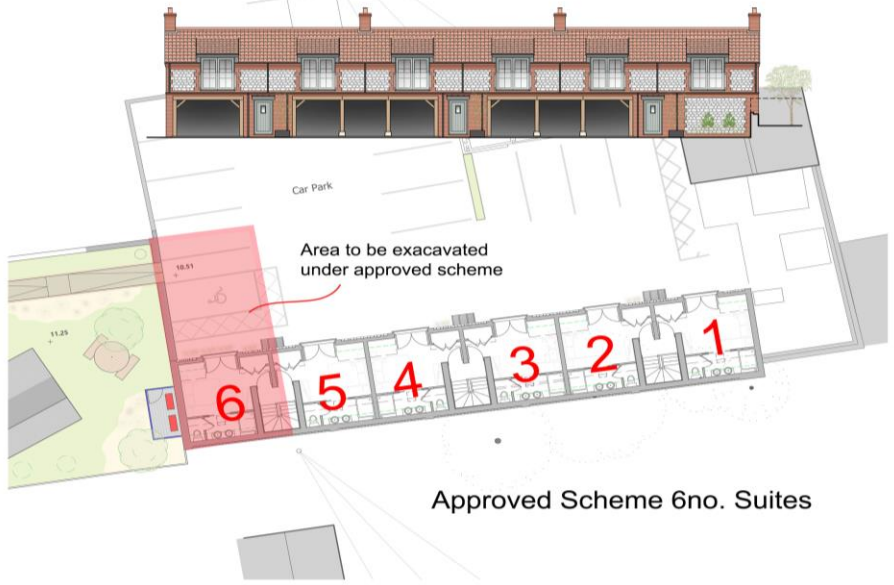 Car Park
Area to be exacavated
under approved scheme
10.51
11.25
6
5
4
3
2
1
Approved Scheme 6no. Suites